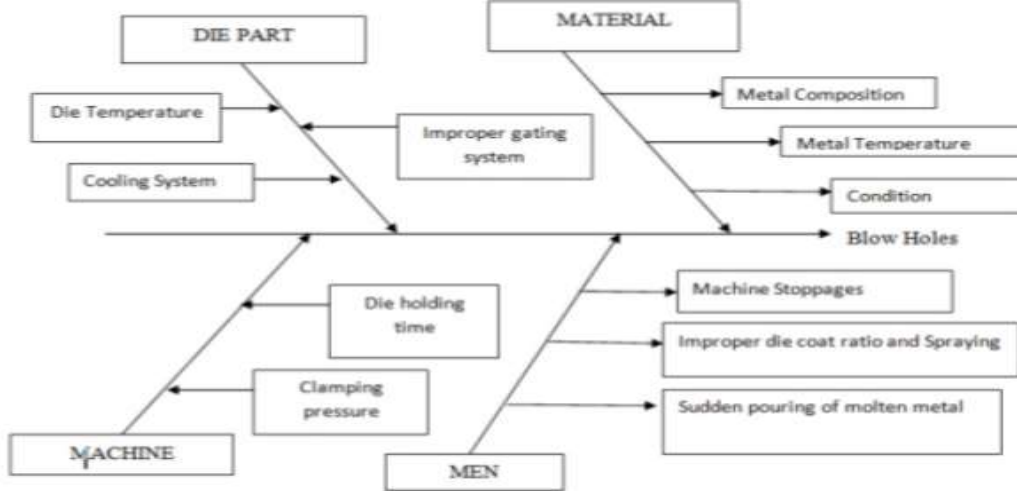 DIE PART
MATERIAL
Die Temperature
Improper gating
system
Cooling System
Metal Composition
Metal Temperature
Condition
Blow Holes
Die holding
time
Clamping
pressure
Machine Stoppages
Improper die coat ratio and Spraying
Sudden pouring of molten metal
MACHINE
MEN